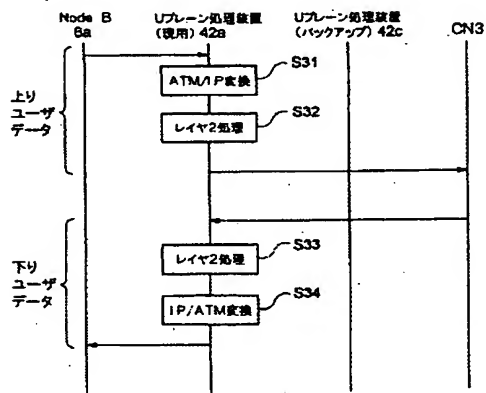 Node B
6a
Uプレーン処理装置
(現用) 42a
Uプレーン処理装置
(バックアップ) 42c
CN3
上り
ユーザ
データ
ATM/IP変換
S31
レイヤ2処理
S32
下り
ユーザ
データ
レイヤ2処理
S33
IP/ATM変換
S34